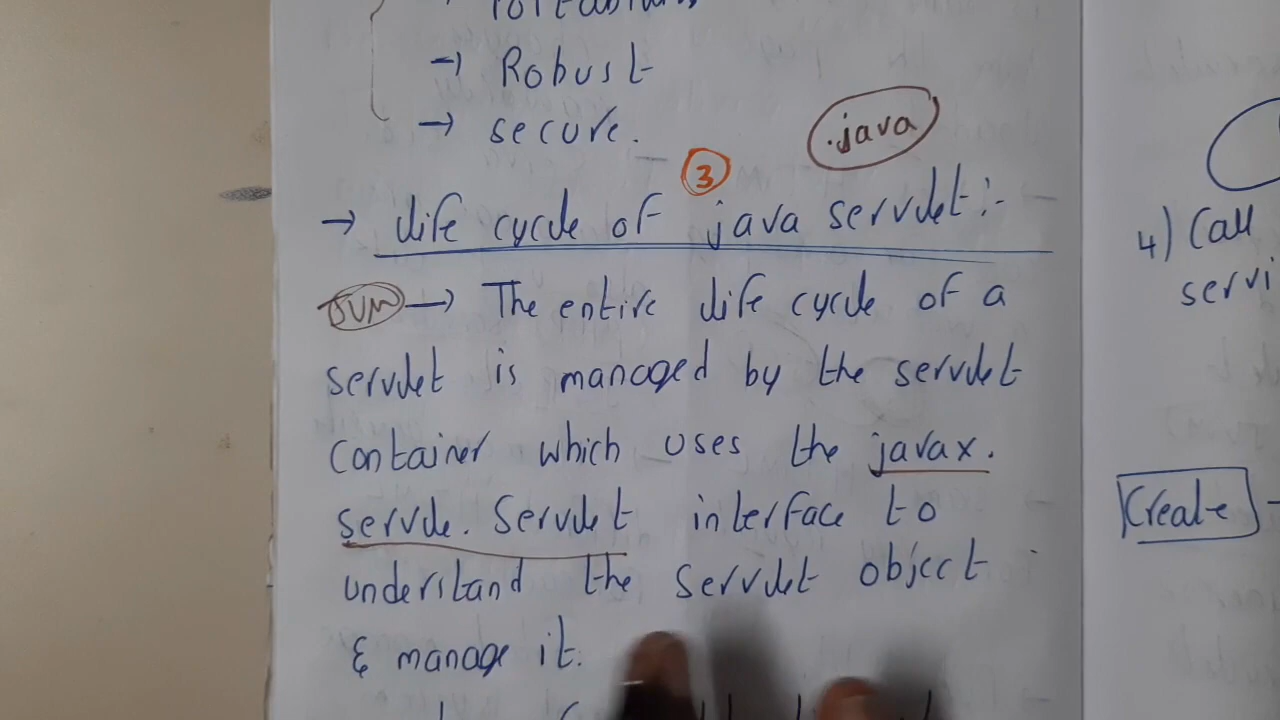 → Robust
→ secure.
.java
3
→ life cycle of java servlet:-
JVM → The entire life cycle of a
servlet is managed by the servlet
container which uses the javax.
servle. Servlet interface to
understand the servlet object
& manage it.
4) Call
servi
Create